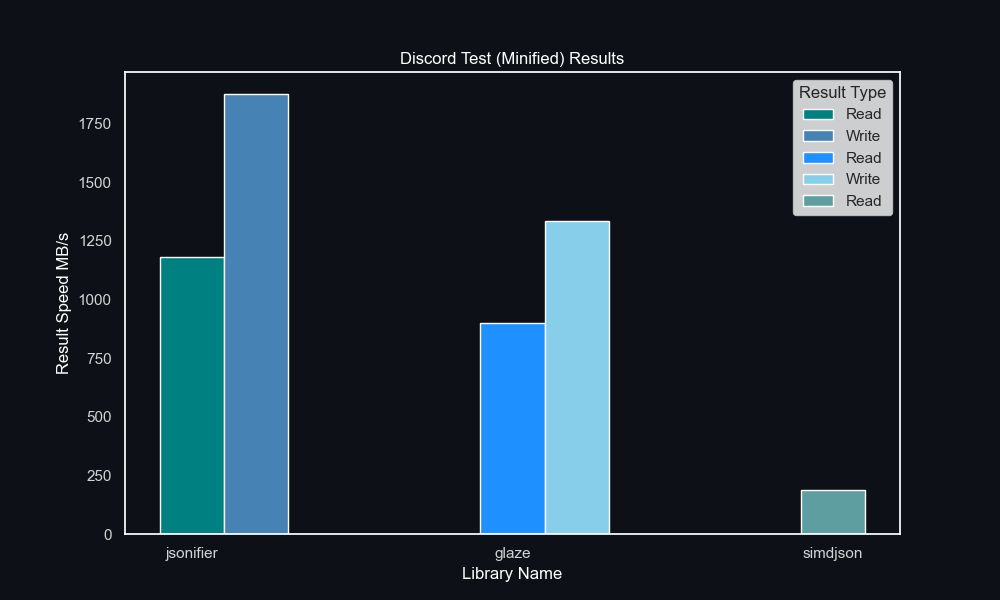 Discord Test (Minified) Results
Result Type
Read
Write
Read
Write
Read
Result Speed MB/s
1750
1500
1250
1000
750
500
250
0
jsonifier
glaze
simdjson
Library Name